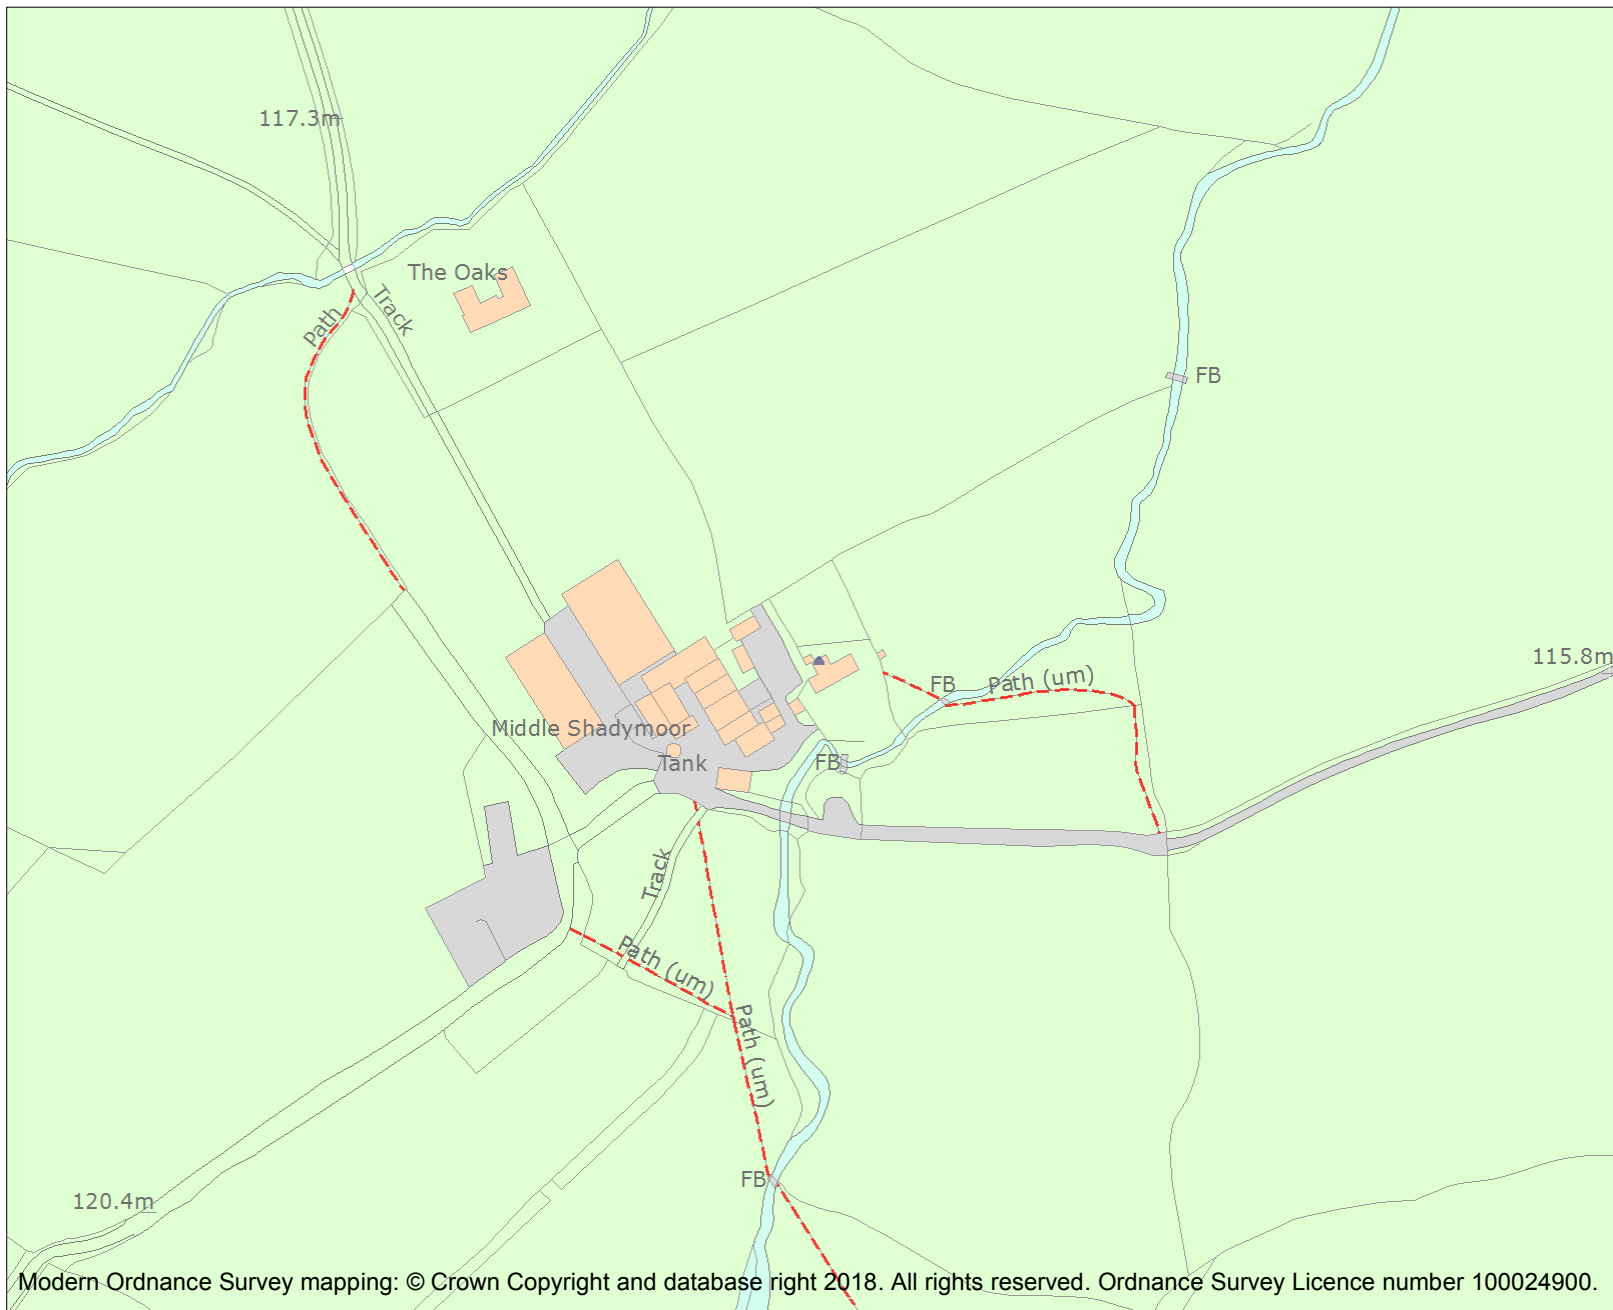 117.3m
The Oaks
Track
Path
FB
115.8m
FB
Path (um)
Middle Shadymoor
FB
Tank
Track
Path (um)
Path (um)
FB
120.4m
Modern Ordnance Survey mapping: © Crown Copyright and database right 2018. All rights reserved. Ordnance Survey Licence number 100024900.